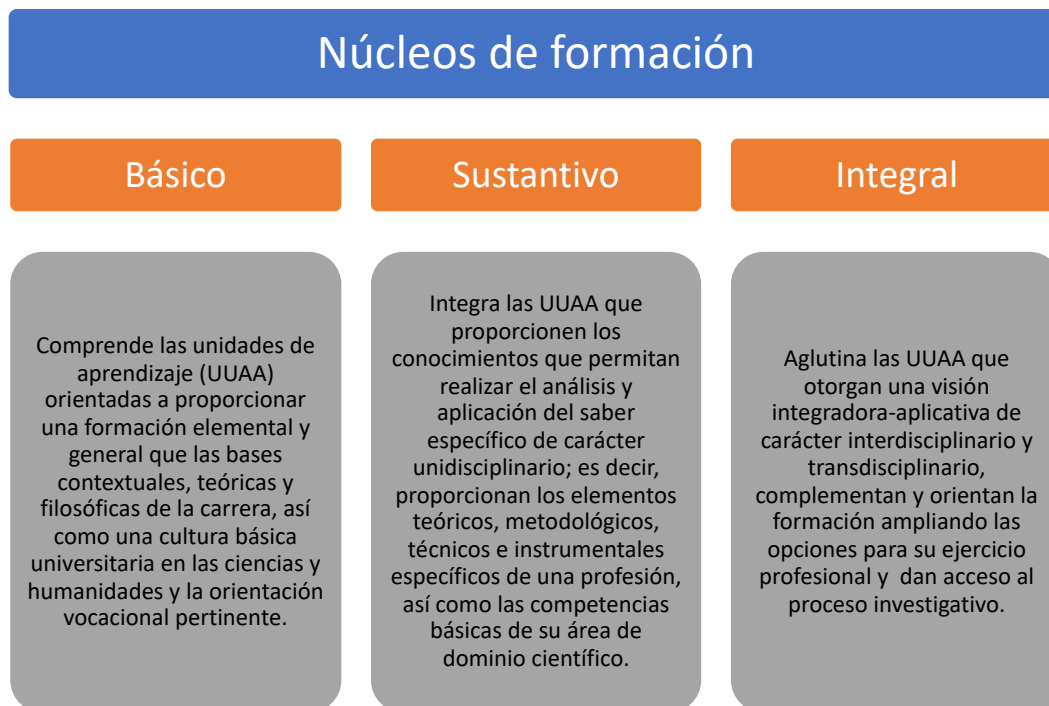 Núcleos de formación
Básico
Comprende las unidades de
aprendizaje (UUAA)
orientadas a proporcionar
una formación elemental y
general que las bases
contextuales, teóricas y
filosóficas de la carrera, así
como una cultura básica
universitaria en las ciencias y
humanidades y la orientación
vocacional pertinente.
Sustantivo
Integra las UUAA que
proporcionen los
conocimientos que permitan
realizar el análisis y
aplicación del saber
específico de carácter
unidisciplinario; es decir,
proporcionan los elementos
teóricos, metodológicos,
técnicos e instrumentales
específicos de una profesión,
así como las competencias
básicas de su área de
dominio científico.
Integral
Aglutina las UUAA que
otorgan una visión
integradora-aplicativa de
carácter interdisciplinario y
transdisciplinario,
complementan y orientan la
formación ampliando las
opciones para su ejercicio
profesional y  dan acceso al
proceso investigativo.